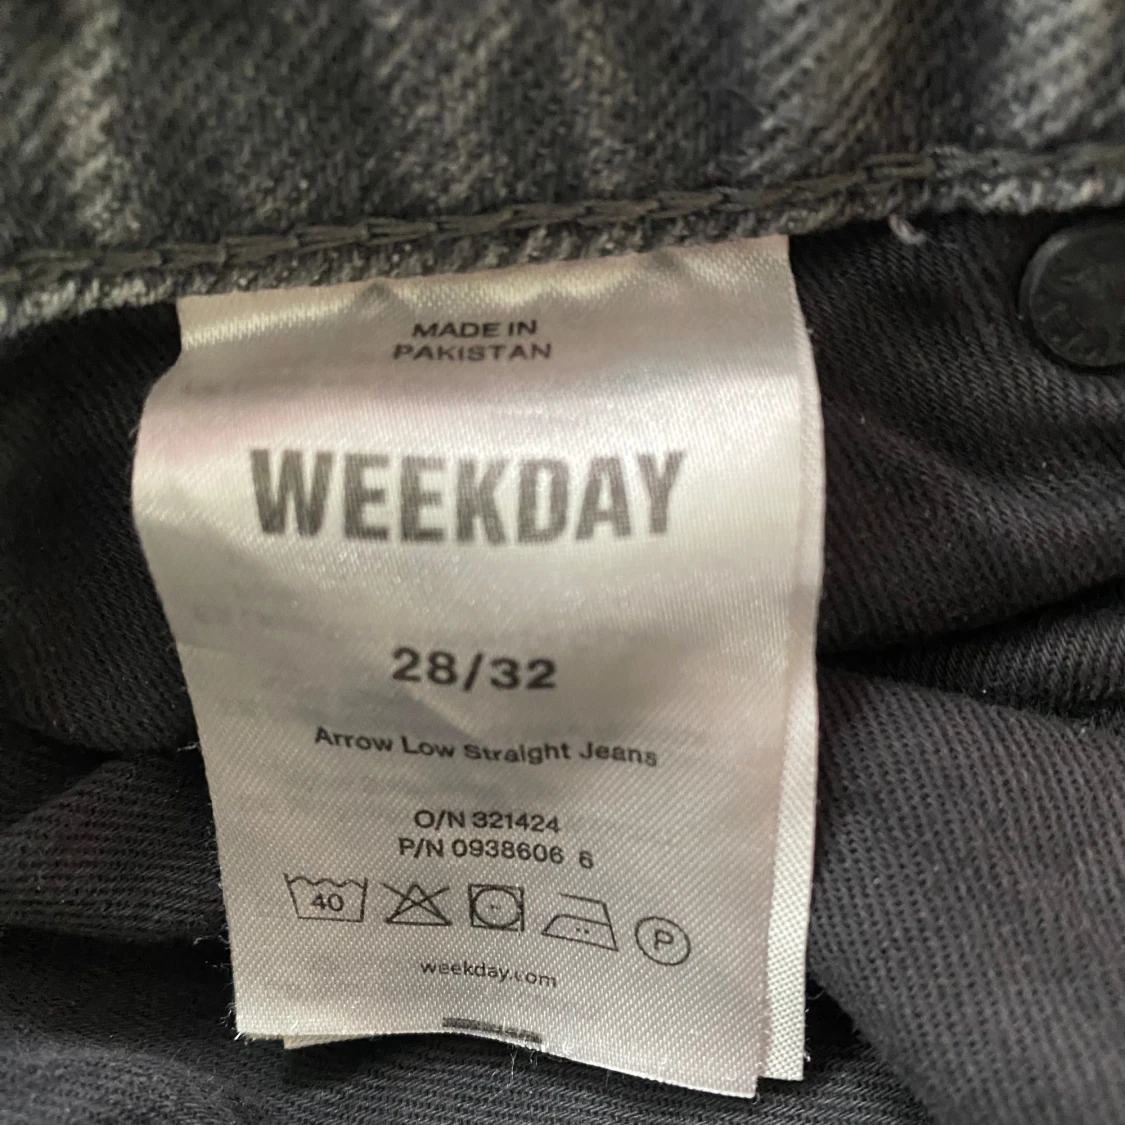 MADE IN
PAKISTAN
WEEKDAY
28/32
Arrow Low Straight Jeans
O/N 321424
P/N 0938606 6
40
P
weekday.com